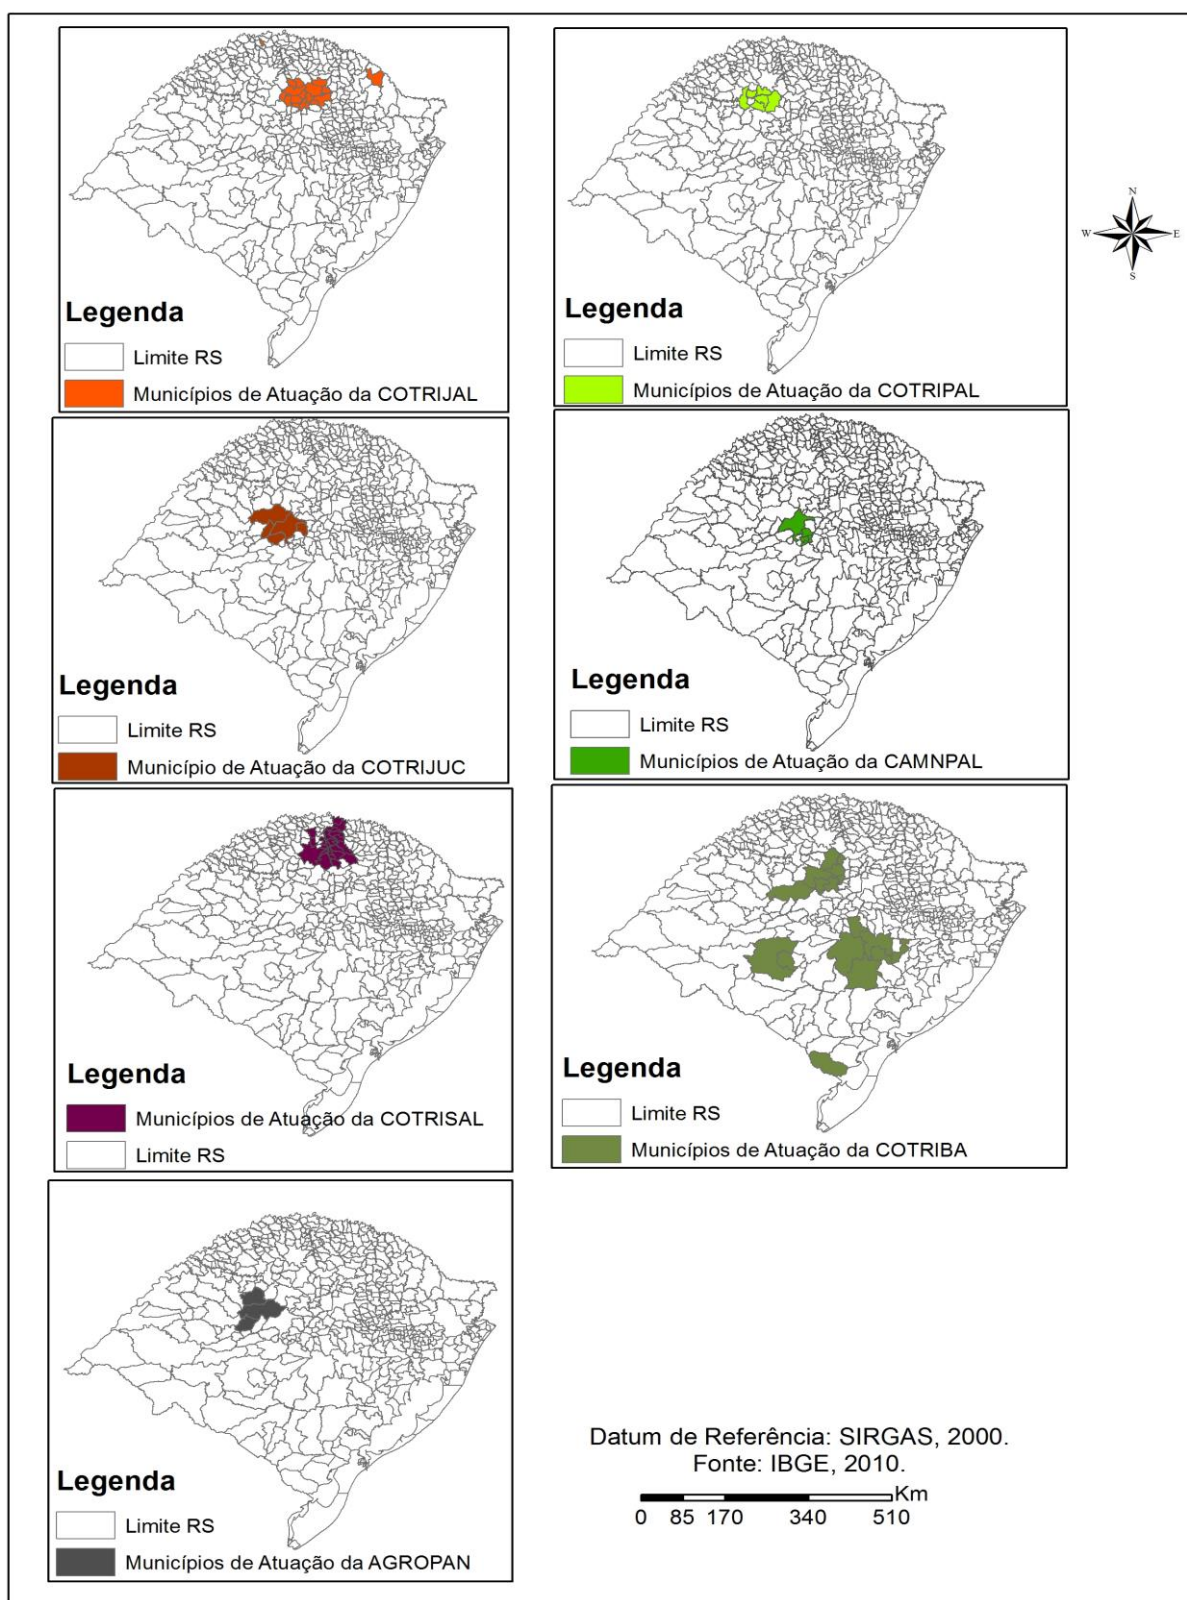 Legenda
Limite RS
Municípios de Atuação da COTRIJAL
Legenda
Limite RS
Municípios de Atuação da COTRIPAL
N
W
E
S
Legenda
Limite RS
Município de Atuação da COTRIJUC
Legenda
Limite RS
Municípios de Atuação da CAMNPAL
Legenda
Municípios de Atuação da COTRISAL
Limite RS
Legenda
Limite RS
Municípios de Atuação da COTRIBA
Legenda
Limite RS
Municípios de Atuação da AGROPAN
Datum de Referência: SIRGAS, 2000.
Fonte: IBGE, 2010.
Km
0 85 170 340 510